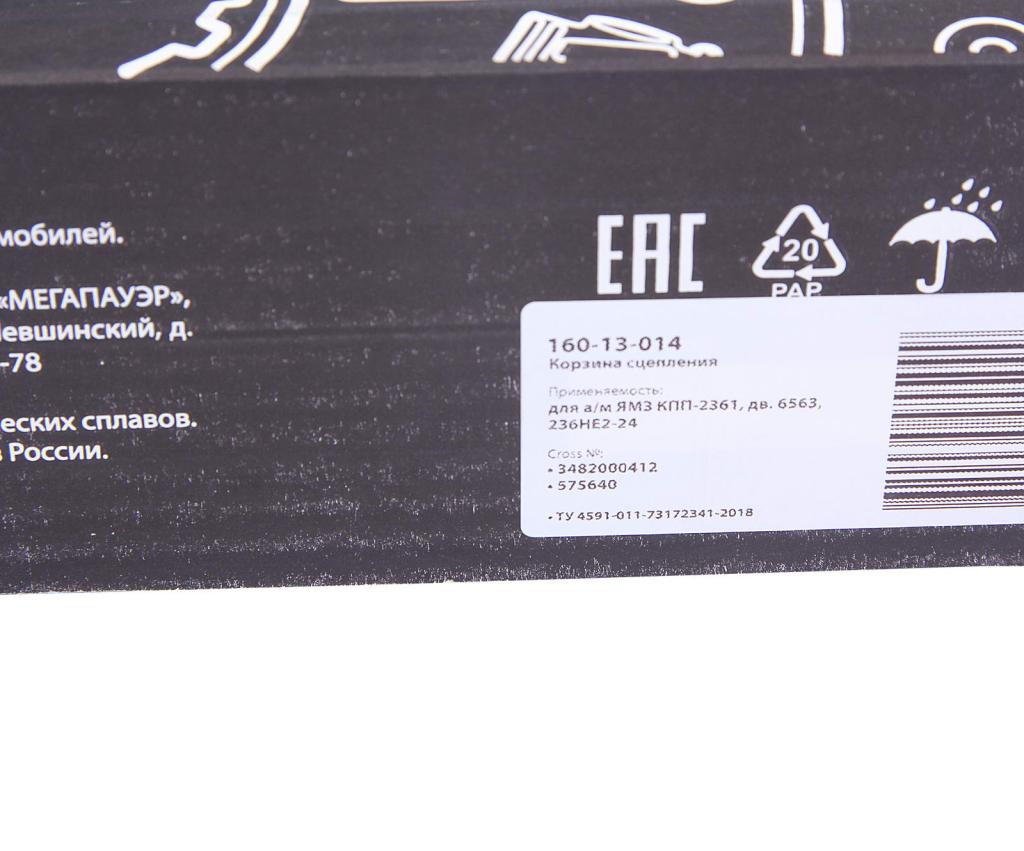 мобилей.
«МЕГАПАУЭР»,
Левшинский, д.
-78
еских сплавов.
в России.
EAC
20
PAP
160-13-014
Корзина сцепления
Применяемость:
для а/м ЯМЗ КПП-2361, дв. 6563,
236НЕ2-24
Cross №:
• 3482000412
• 575640
• ТУ 4591-011-73172341-2018